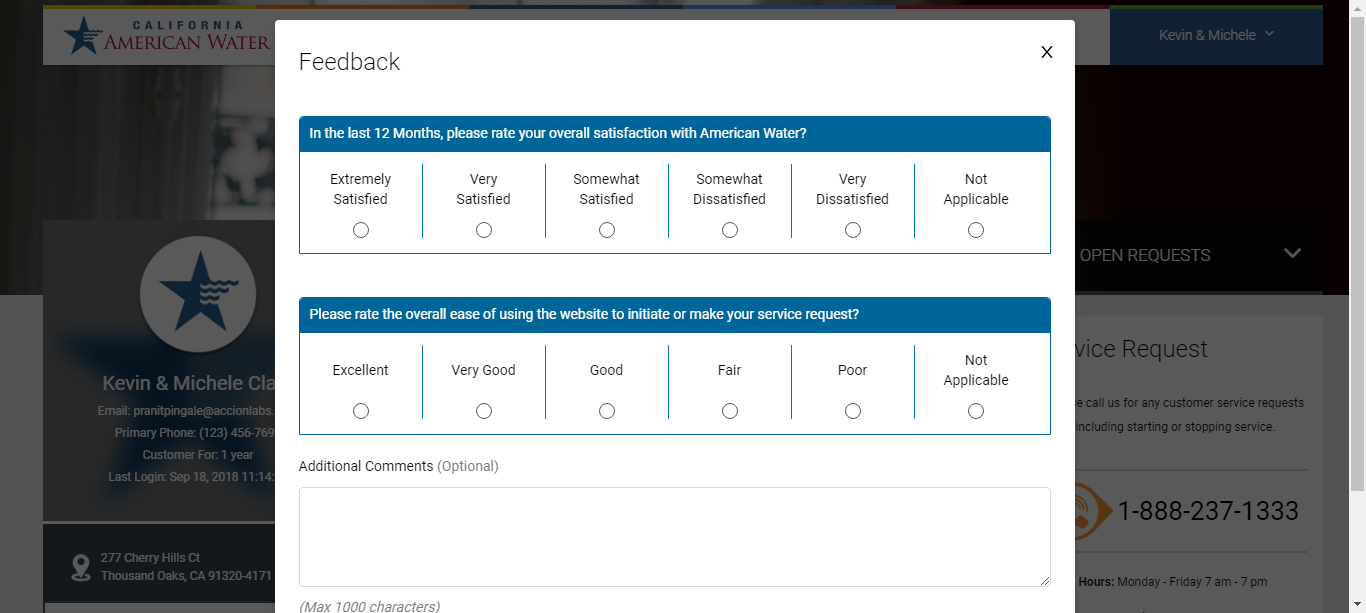 CALIFORNIA
AMERICAN WATER
Kevin & Michele
Feedback
X
In the last 12 Months, please rate your overall satisfaction with American Water?
Extremely Satisfied
Very Satisfied
Somewhat Satisfied
Somewhat Dissatisfied
Very Dissatisfied
Not Applicable
Please rate the overall ease of using the website to initiate or make your service request?
Excellent
Very Good
Good
Fair
Poor
Not Applicable
Additional Comments (Optional)
(Max 1000 characters)
Kevin & Michele Cla
Email: pranitpingale@accionlabs.
Primary Phone: (123) 456-769
Customer For: 1 year
Last Login: Sep 18, 2018 11:14:
277 Cherry Hills Ct
Thousand Oaks, CA 91320-4171
OPEN REQUESTS
vice Request
se call us for any customer service requests
including starting or stopping service.
1-888-237-1333
Hours: Monday - Friday 7 am - 7 pm